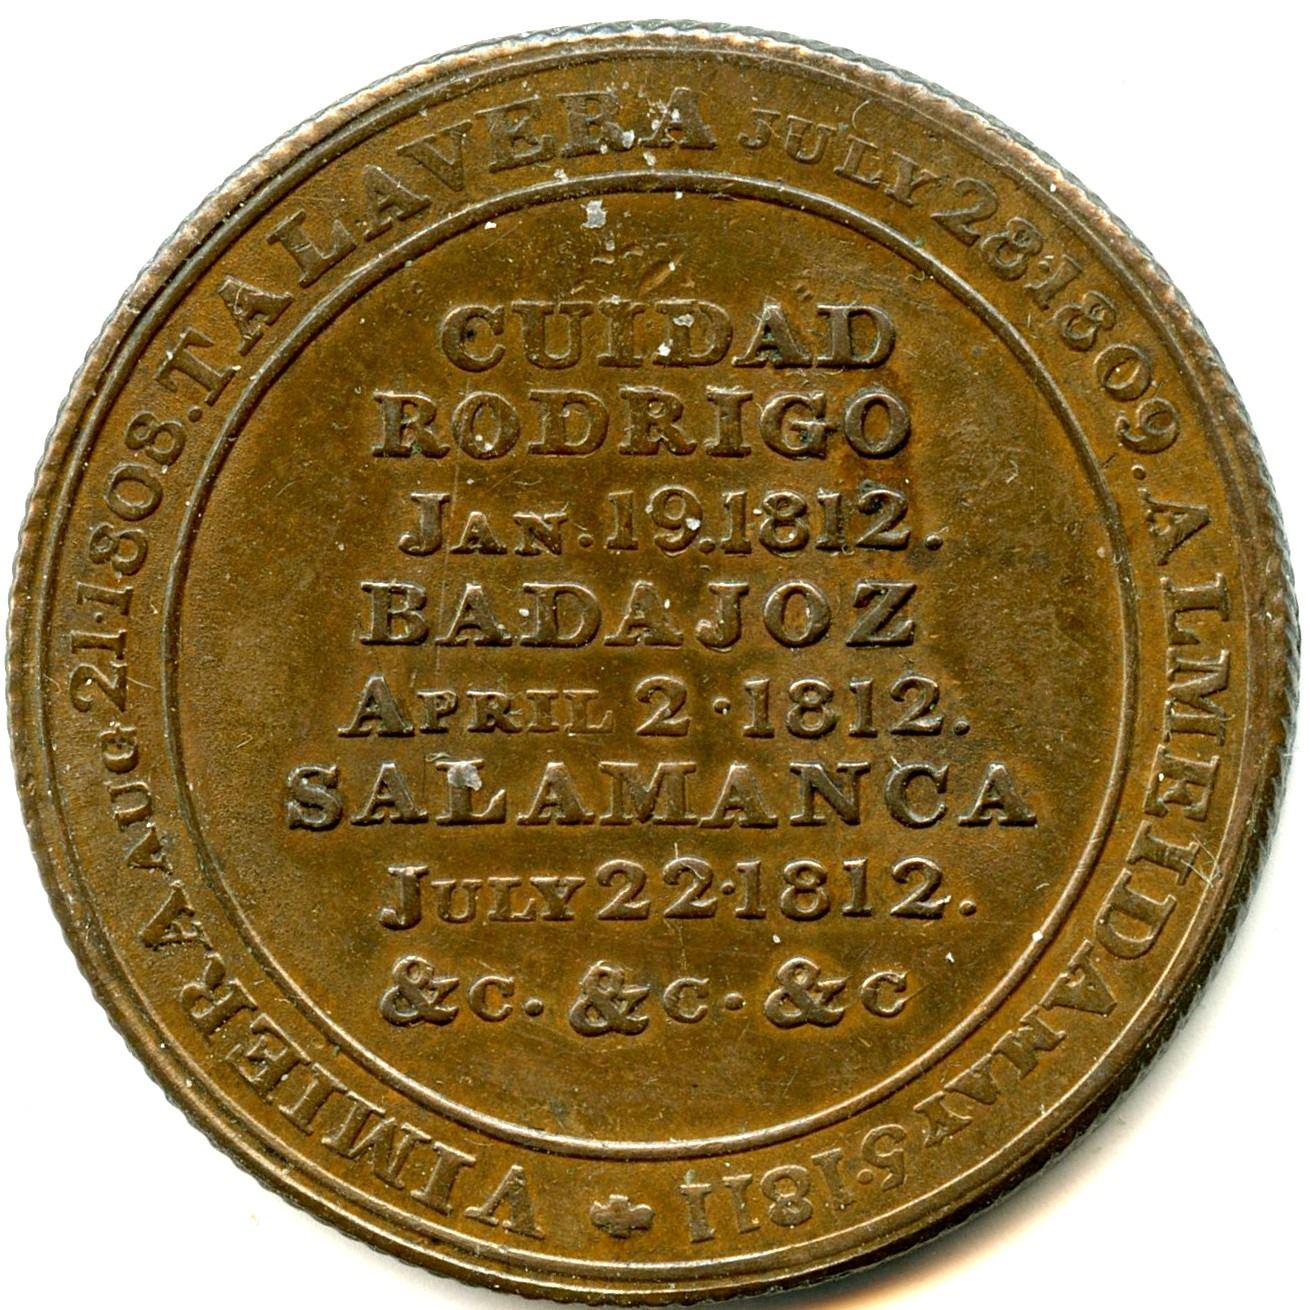 VIMIERA AUG 21·1808. TALAVERA JULY 28·1809. ALMEIDA MAY 5·1811
CUIDAD
RODRIGO
JAN. 19.1812.
BADAJOZ
APRIL 2·1812.
SALAMANCA
JULY 22·1812.
&C. &C. &C